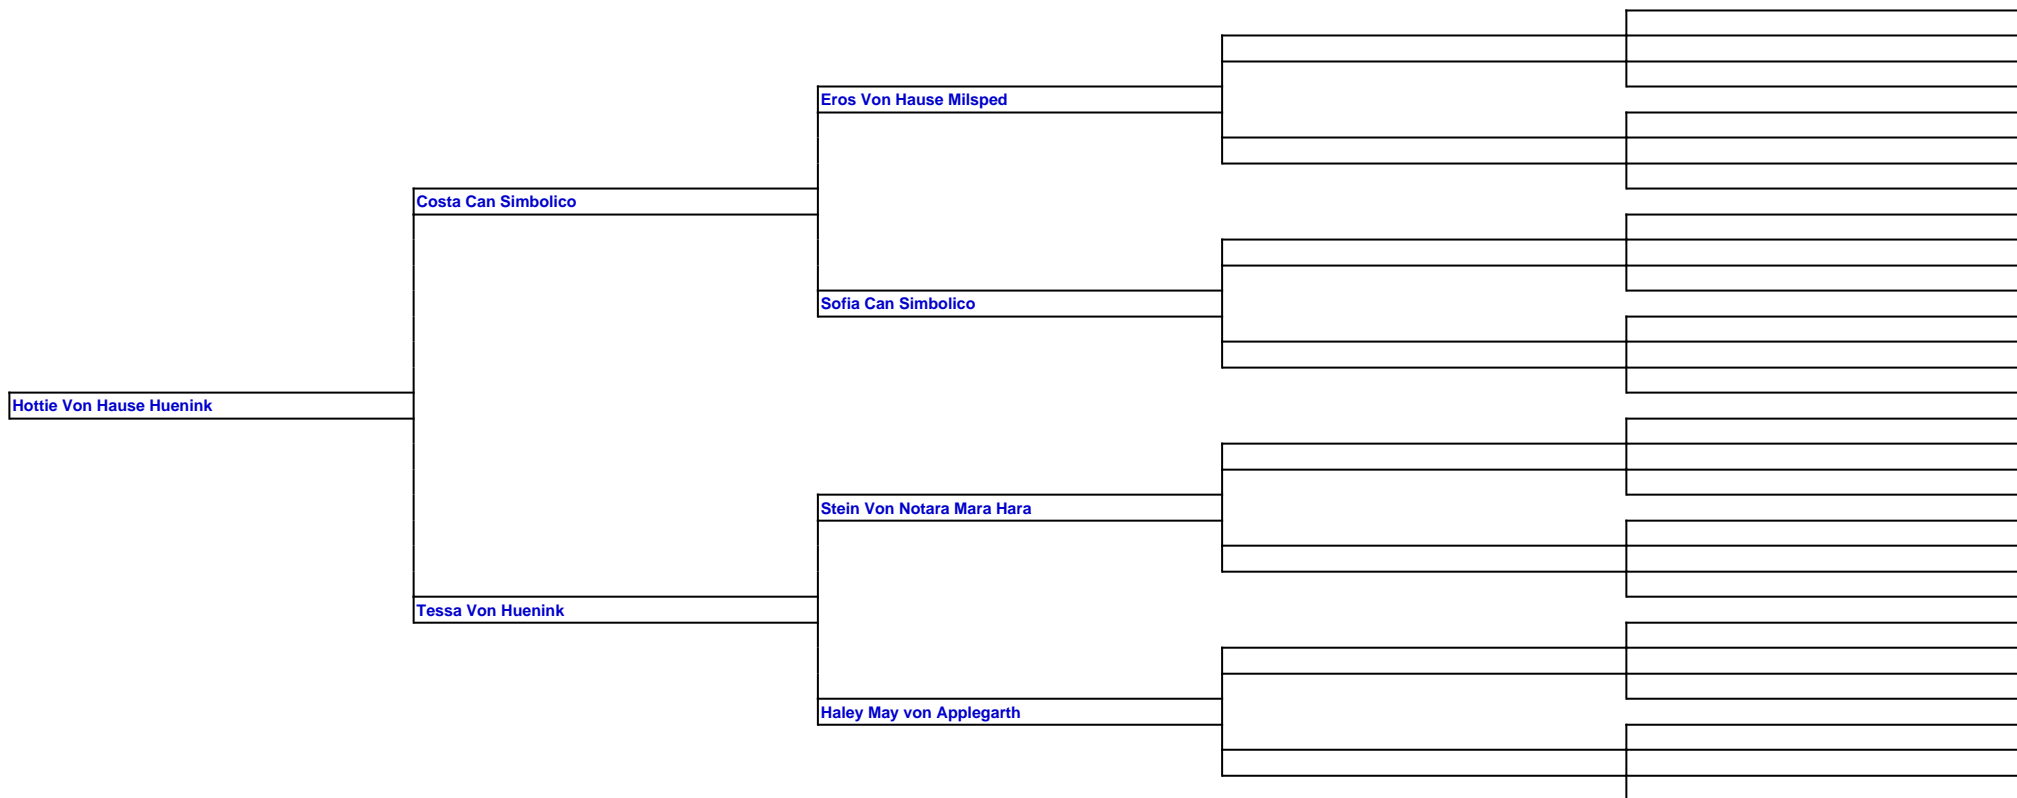 Eros Von Hause Milsped
Costa Can Simbolico
Sofia Can Simbolico
Hottie Von Hause Huenink
Stein Von Notara Mara Hara
Tessa Von Huenink
Haley May von Applegarth